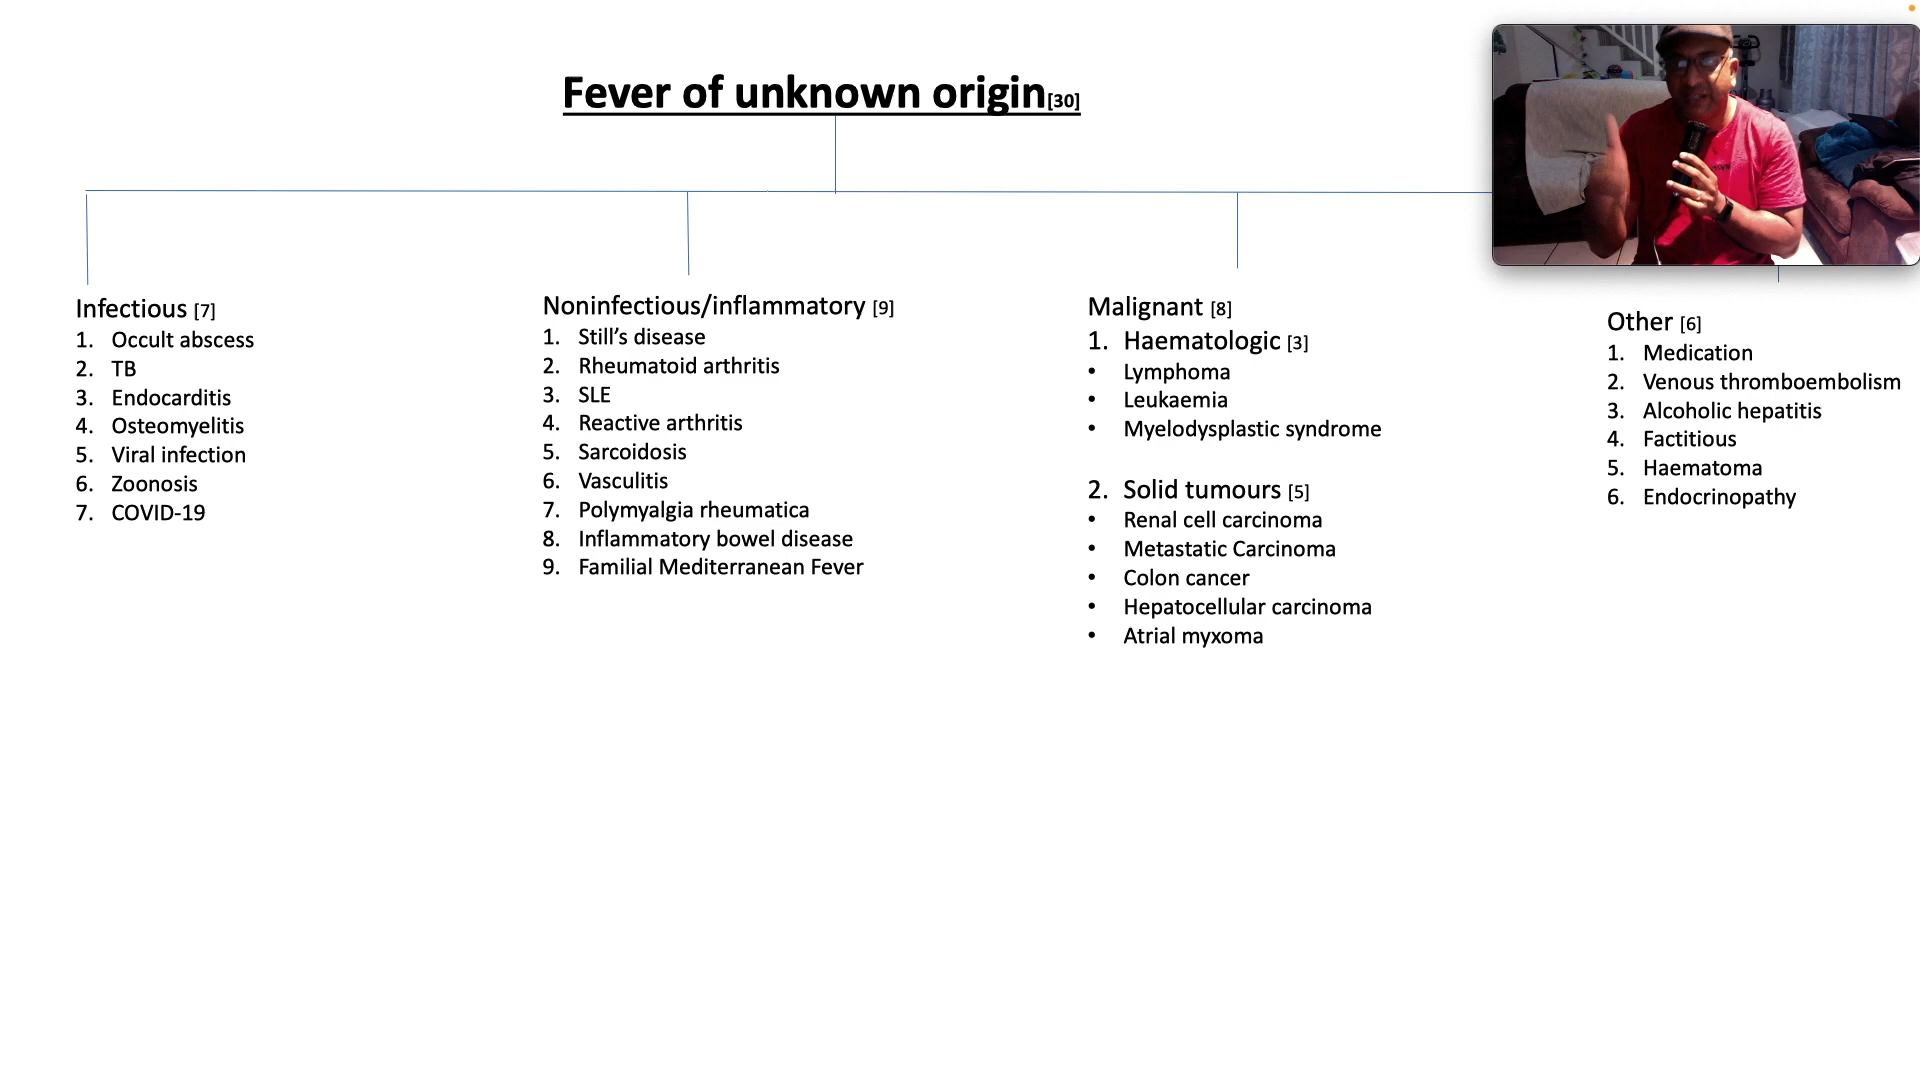 Fever of unknown origin[30]
Infectious [7]
1. Occult abscess
2. TB
3. Endocarditis
4. Osteomyelitis
5. Viral infection
6. Zoonosis
7. COVID-19
Noninfectious/inflammatory [9]
1. Still’s disease
2. Rheumatoid arthritis
3. SLE
4. Reactive arthritis
5. Sarcoidosis
6. Vasculitis
7. Polymyalgia rheumatica
8. Inflammatory bowel disease
9. Familial Mediterranean Fever
Malignant [8]
1. Haematologic [3]
• Lymphoma
• Leukaemia
• Myelodysplastic syndrome
2. Solid tumours [5]
• Renal cell carcinoma
• Metastatic Carcinoma
• Colon cancer
• Hepatocellular carcinoma
• Atrial myxoma
Other [6]
1. Medication
2. Venous thromboembolism
3. Alcoholic hepatitis
4. Factitious
5. Haematoma
6. Endocrinopathy